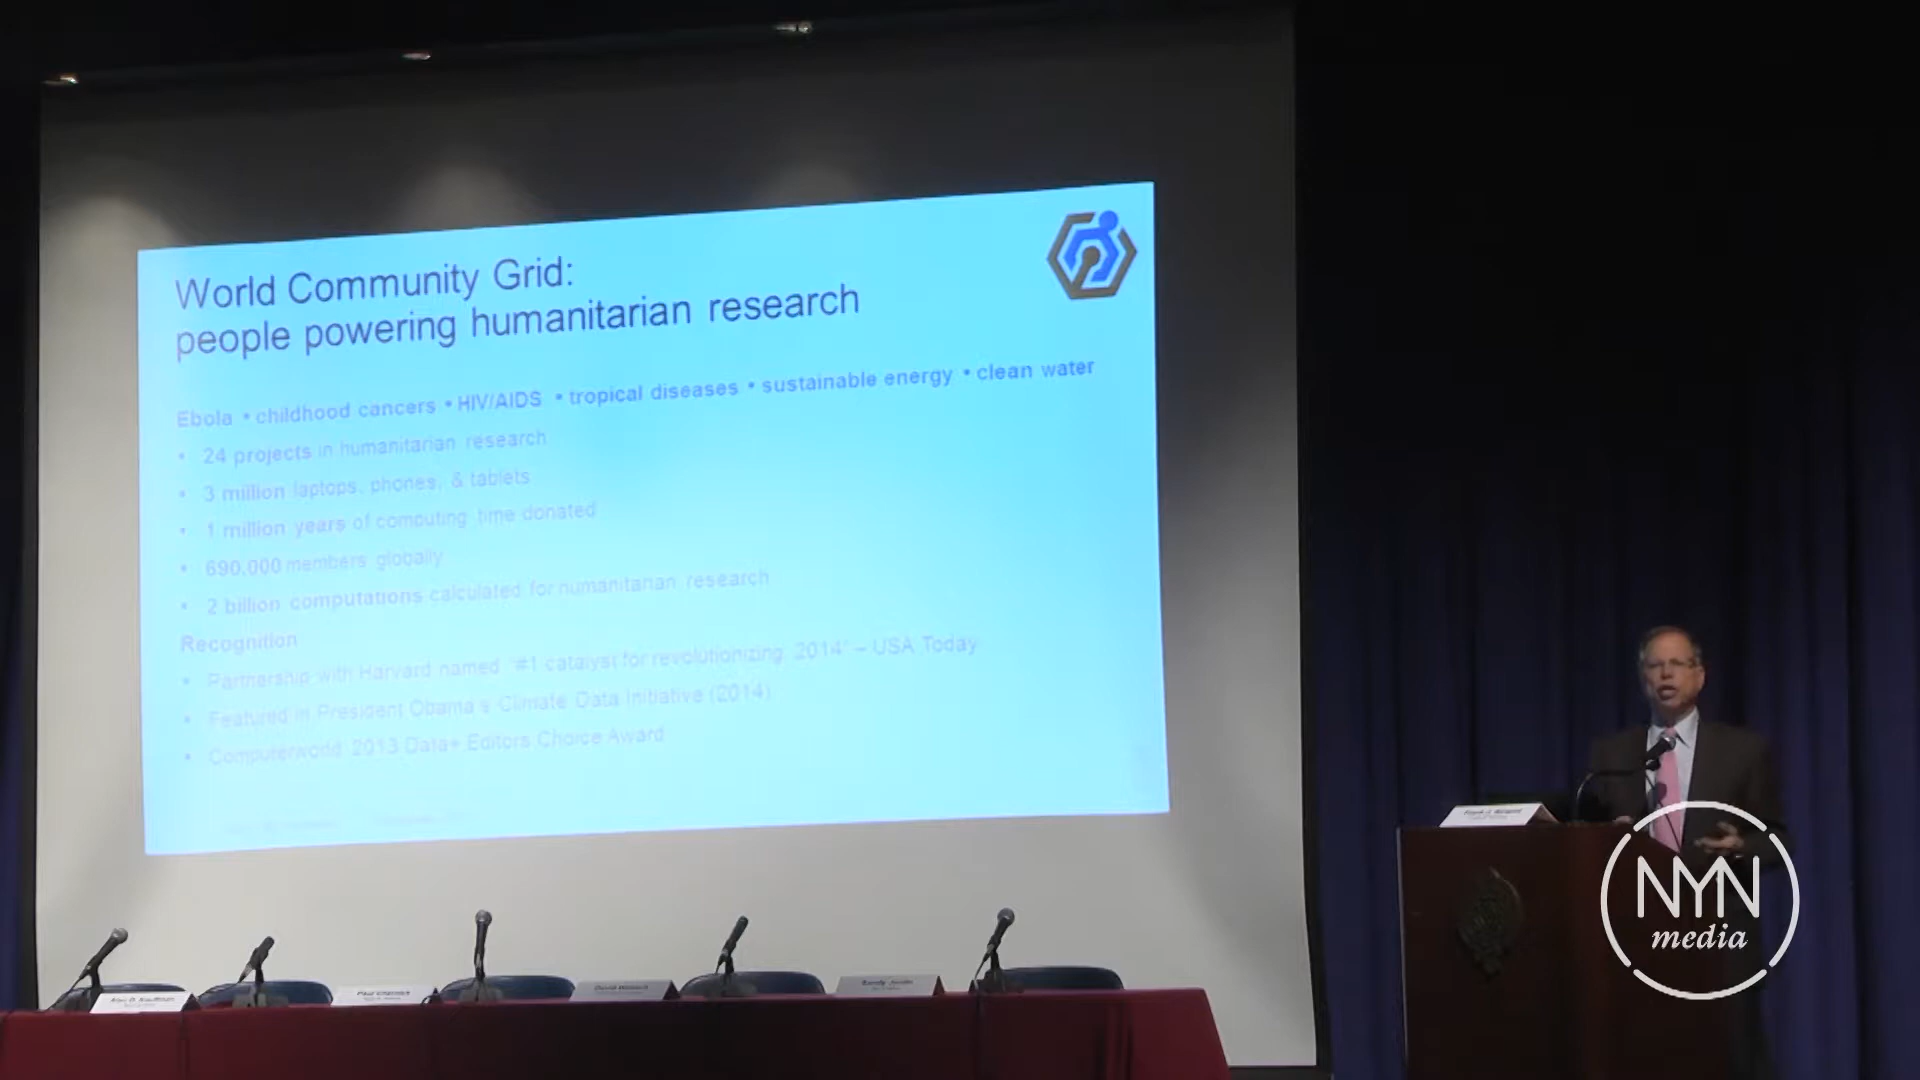 World Community Grid:
people powering humanitarian research
Ebola • childhood cancers • HIV/AIDS • tropical diseases • sustainable energy • clean water
• 24 projects in humanitarian research
• 3 million laptops, phones, & tablets
• 1 million years of computing time donated
• 690,000 members globally
• 2 billion computations calculated for humanitarian research
Recognition
• Partnership with Harvard named "#1 catalyst for revolutionizing 2014" – USA Today
• Featured in President Obama's Climate Data Initiative (2014)
• Computerworld 2013 Data+ Editors Choice Award
NYN
media